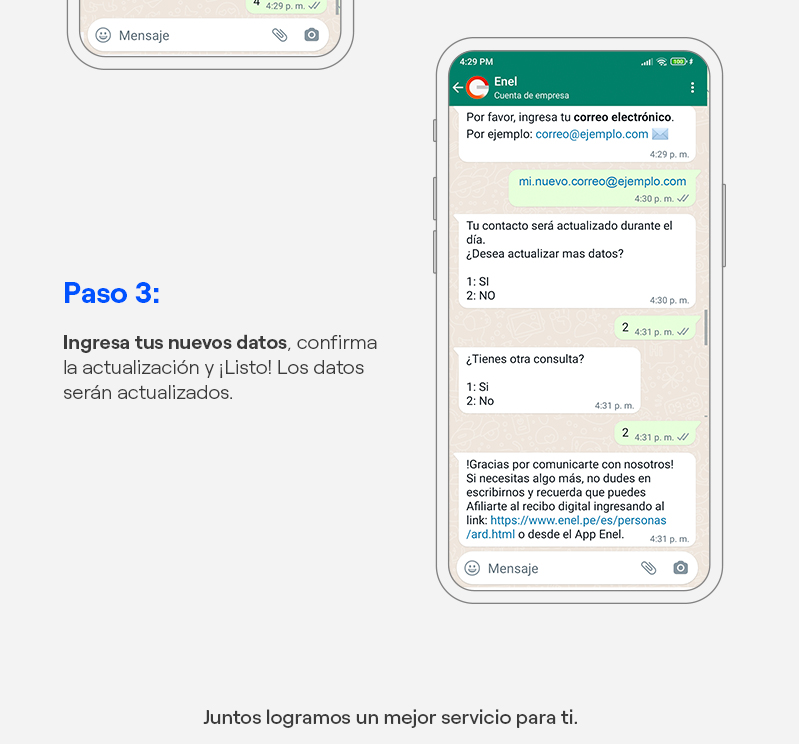 4 4:29 p. m.
Mensaje
4:29 PM
100
Enel
Cuenta de empresa
Por favor, ingresa tu correo electrónico.
Por ejemplo: correo@ejemplo.com
4:29 p. m.
mi.nuevo.correo@ejemplo.com
4:30 p. m.
Tu contacto será actualizado durante el
día.
¿Desea actualizar mas datos?
1: SI
2: NO
4:30 p. m.
2 4:31 p. m.
¿Tienes otra consulta?
1: Si
2: No
4:31 p. m.
2 4:31 p. m.
!Gracias por comunicarte con nosotros!
Si necesitas algo más, no dudes en
escribirnos y recuerda que puedes
Afiliarte al recibo digital ingresando al
link: https://www.enel.pe/es/personas
/ard.html o desde el App Enel.
4:31 p. m.
Mensaje
Paso 3:
Ingresa tus nuevos datos, confirma
la actualización y ¡Listo! Los datos
serán actualizados.
Juntos logramos un mejor servicio para ti.